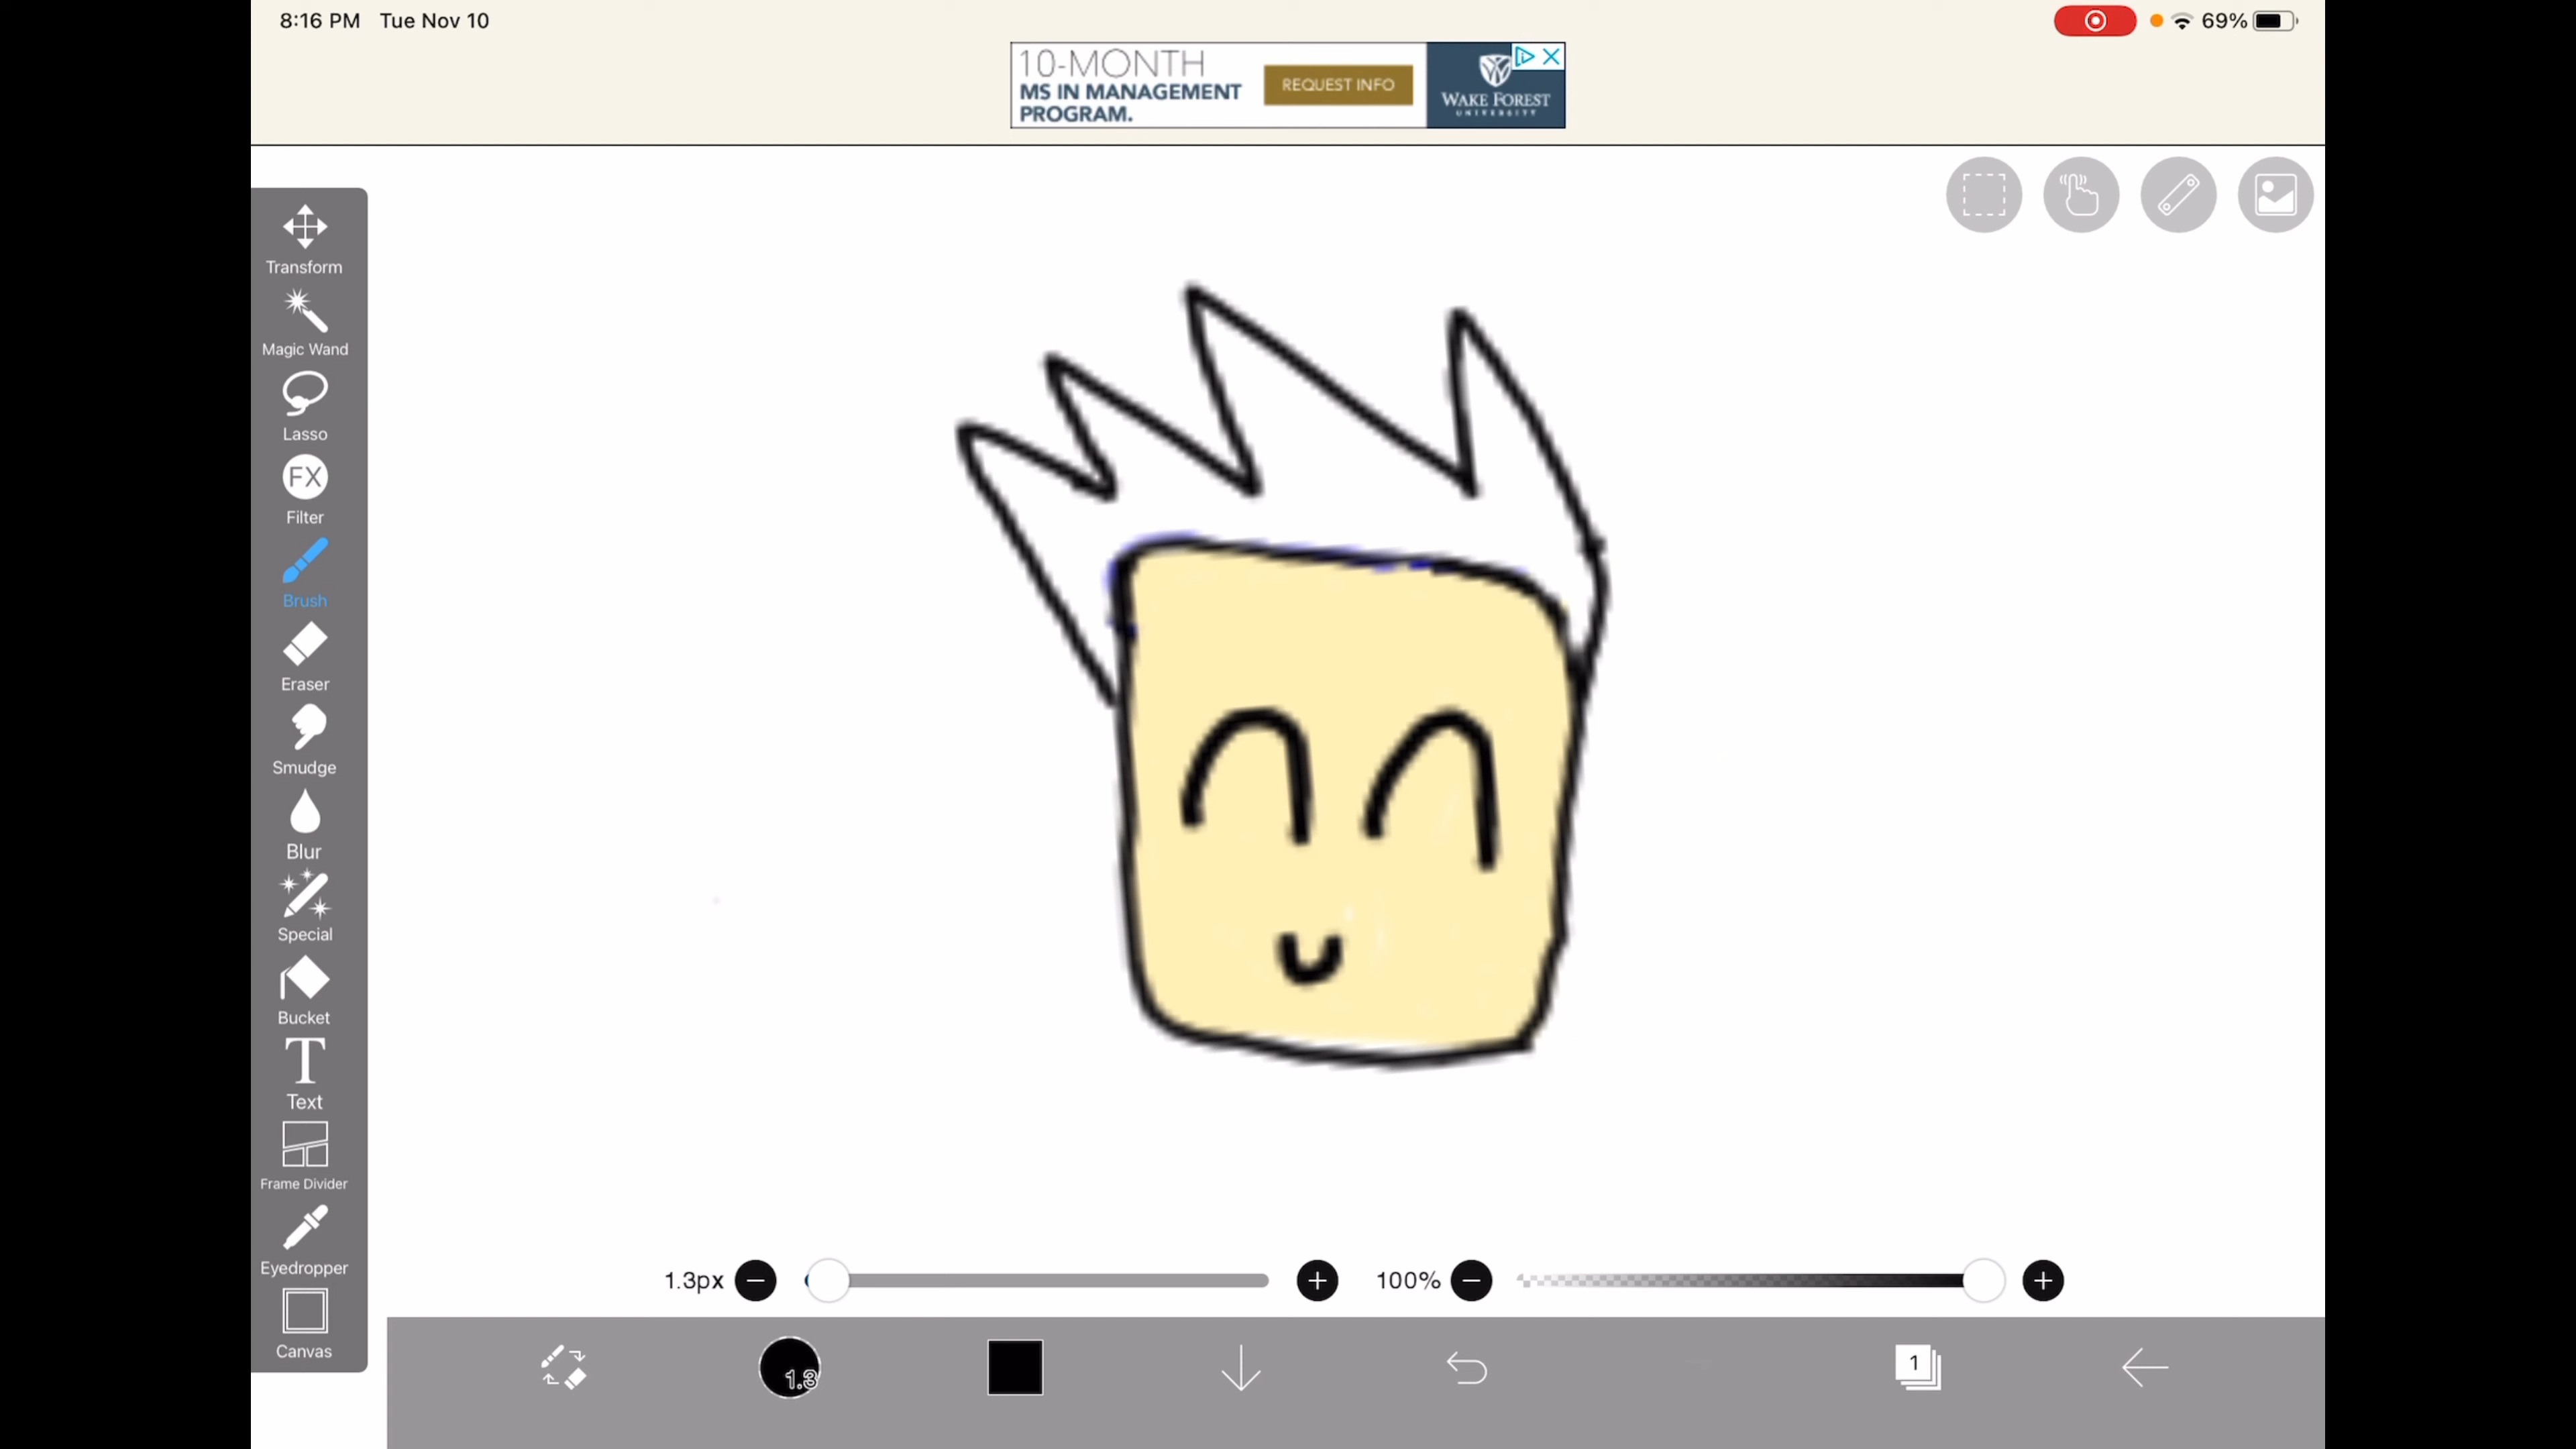 8:16 PM Tue Nov 10
69%
10-MONTH
MS IN MANAGEMENT
PROGRAM.
REQUEST INFO
WAKE FOREST
UNIVERSITY
Transform
Magic Wand
Lasso
FX
Filter
Brush
Eraser
Smudge
Blur
Special
Bucket
T
Text
Frame Divider
Eyedropper
Canvas
1.3px
100%
1.3
1